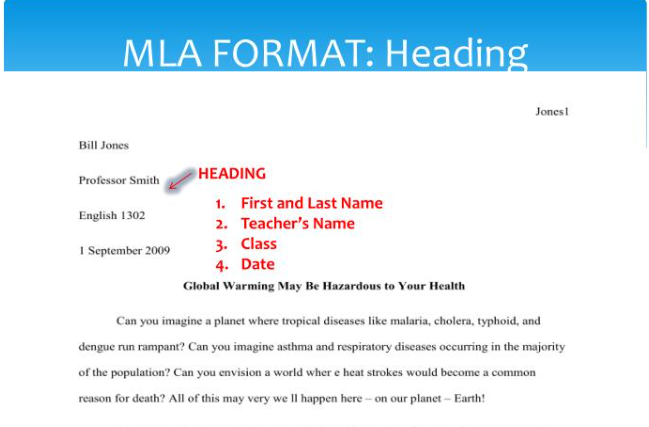 MLA FORMAT: Heading
Jones1
Bill Jones
Professor Smith
HEADING
English 1302
1 September 2009
1. First and Last Name
2. Teacher's Name
3. Class
4. Date
Global Warming May Be Hazardous to Your Health
Can you imagine a planet where tropical diseases like malaria, cholera, typhoid, and
dengue run rampant? Can you imagine asthma and respiratory diseases occurring in the majority
of the population? Can you envision a world wher e heat strokes would become a common
reason for death? All of this may very we ll happen here – on our planet – Earth!